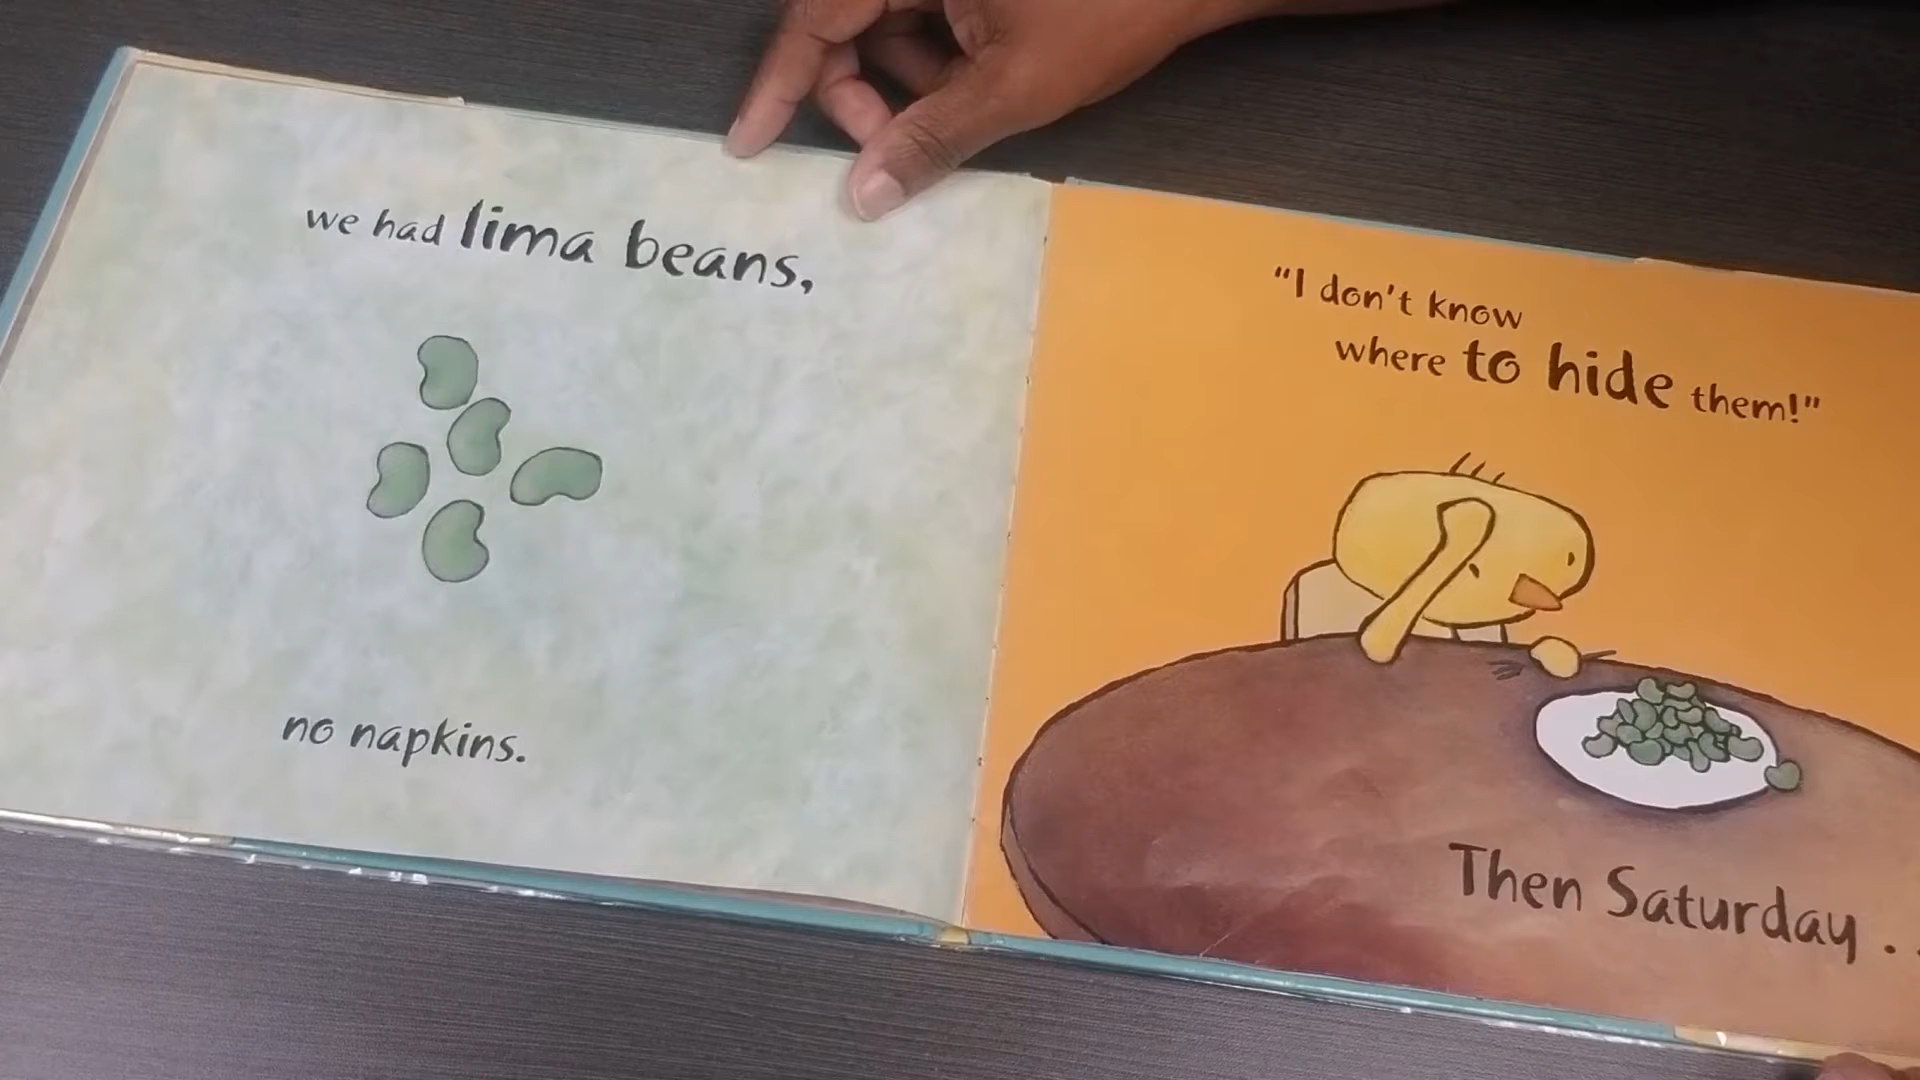 we had lima beans,
no napkins.
"I don't know
where to hide them!"
Then Saturday . .